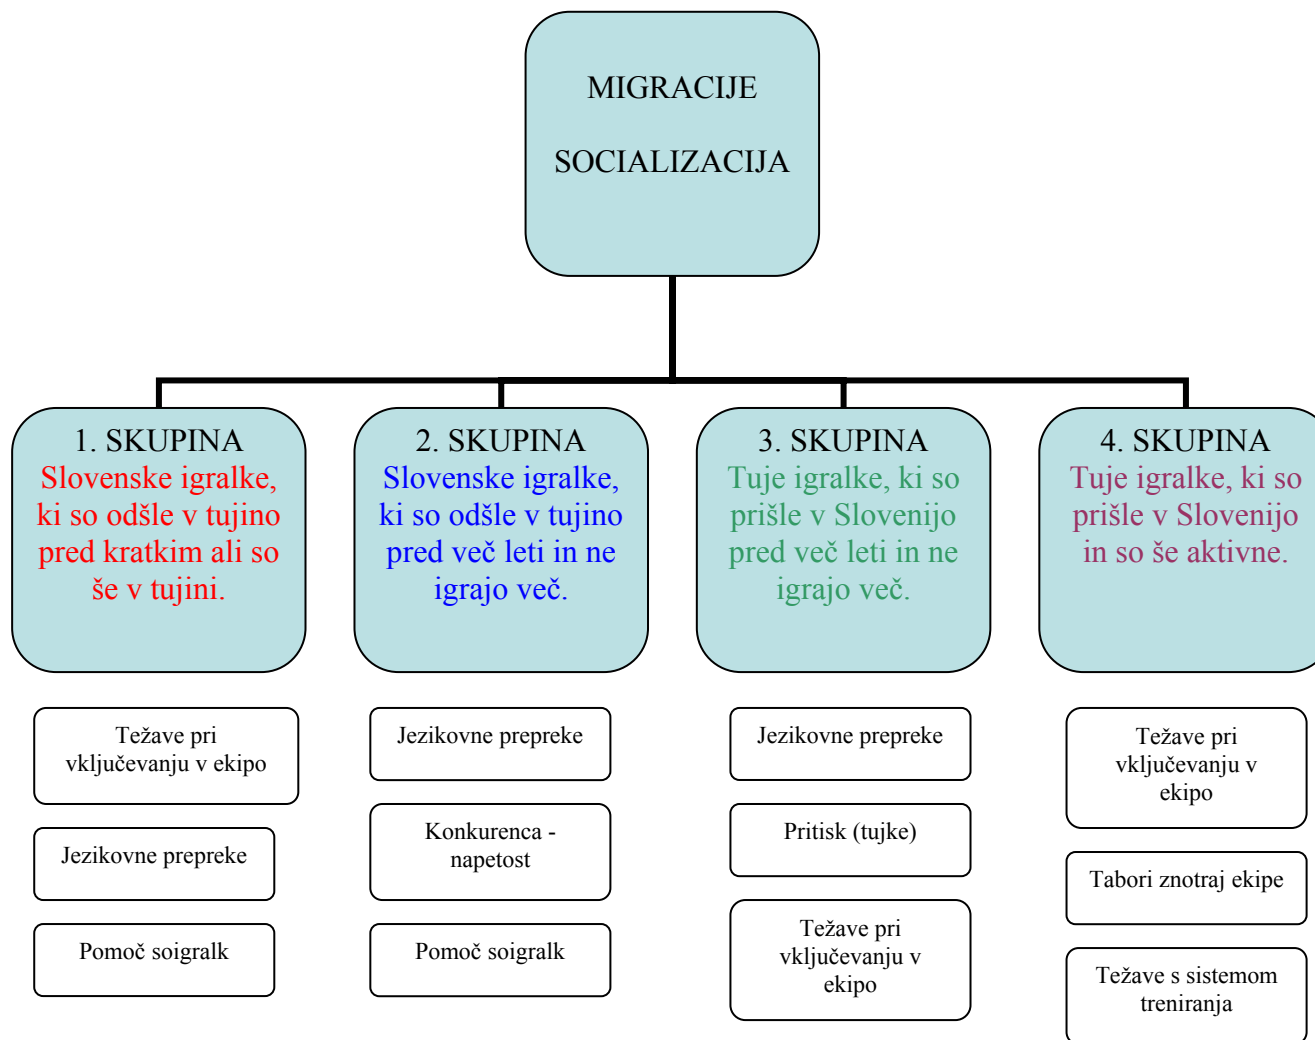 MIGRACIJE
SOCIALIZACIJA
1. SKUPINA
Slovenske igralke,
ki so odšle v tujino
pred kratkim ali so
še v tujini.
2. SKUPINA
Slovenske igralke,
ki so odšle v tujino
pred več leti in ne
igrajo več.
3. SKUPINA
Tuje igralke, ki so
prišle v Slovenijo
pred več leti in ne
igrajo več.
4. SKUPINA
Tuje igralke, ki so
prišle v Slovenijo
in so še aktivne.
Težave pri
vključevanju v ekipo
Jezikovne prepreke
Pomoč soigralk
Jezikovne prepreke
Konkurenca -
napetost
Pomoč soigralk
Jezikovne prepreke
Pritisk (tujke)
Težave pri
vključevanju v
ekipo
Težave pri
vključevanju v
ekipo
Tabori znotraj ekipe
Težave s sistemom
treniranja